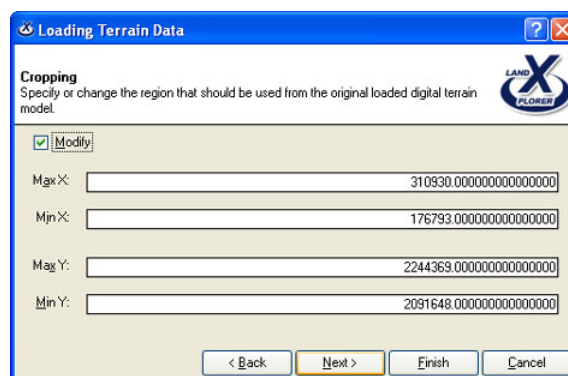 Loading Terrain Data
?
LAND X
PLORER
Cropping
Specify or change the region that should be used from the original loaded digital terrain
model.
Modify
Max X: 310930.000000000000000
Min X: 176793.000000000000000
Max Y: 2244369.000000000000000
Min Y: 2091648.000000000000000
< Back Next > Finish Cancel